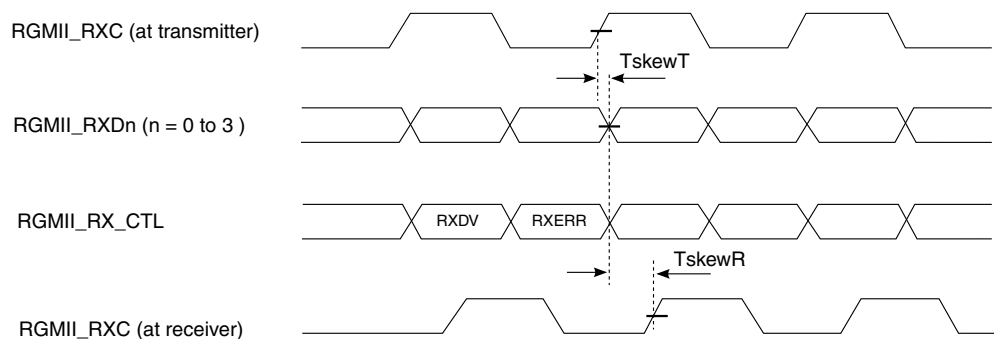 RGMII_RXC (at transmitter)
TskewT
RGMII_RXDn (n = 0 to 3 )
RGMII_RX_CTL
RXDV
RXERR
TskewR
RGMII_RXC (at receiver)